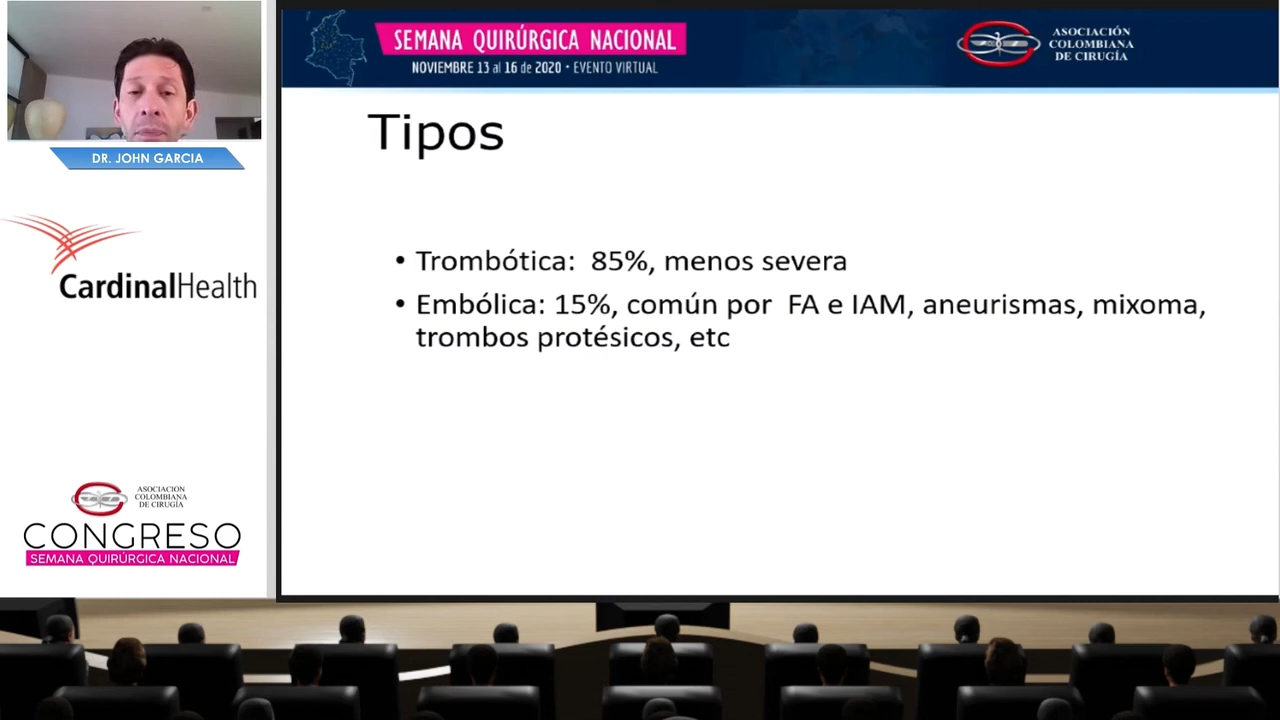 SEMANA QUIRÚRGICA NACIONAL
NOVIEMBRE 13 al 16 de 2020 • EVENTO VIRTUAL
ASOCIACIÓN
COLOMBIANA
DE CIRUGÍA
DR. JOHN GARCIA
CardinalHealth
ASOCIACIÓN
COLOMBIANA
DE CIRUGÍA
CONGRESO
SEMANA QUIRÚRGICA NACIONAL
Tipos
• Trombótica:  85%, menos severa
• Embólica: 15%, común por  FA e IAM, aneurismas, mixoma,
trombos protésicos, etc